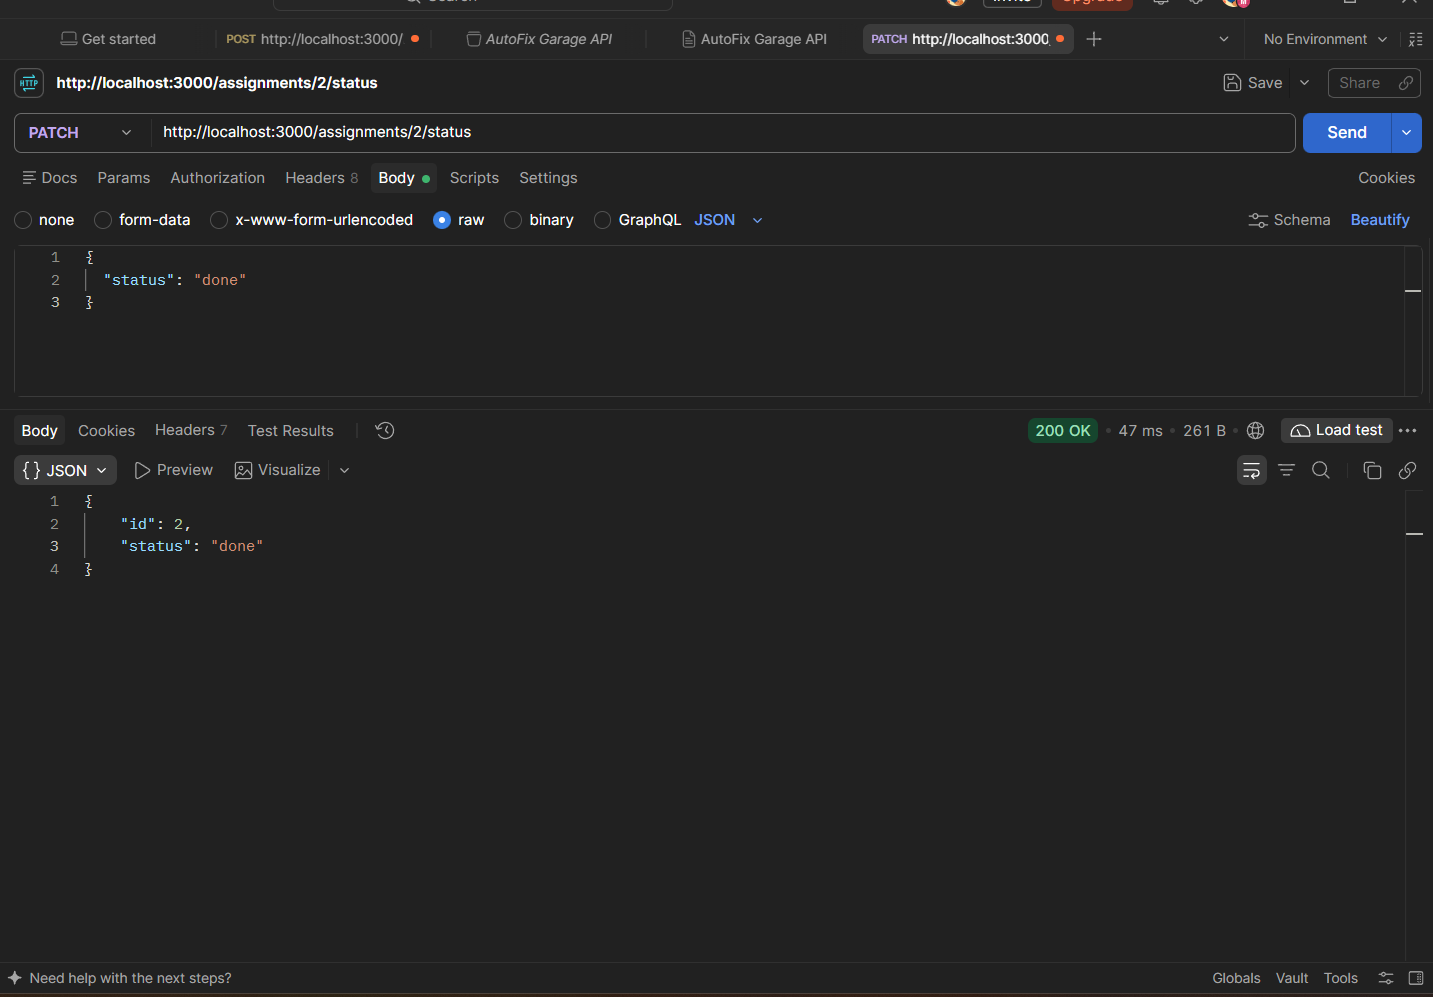 Search
Invite
Upgrade
Get started
POST http://localhost:3000/
AutoFix Garage API
AutoFix Garage API
PATCH http://localhost:3000
No Environment
HTTP
http://localhost:3000/assignments/2/status
Save
Share
PATCH
http://localhost:3000/assignments/2/status
Send
Docs
Params
Authorization
Headers 8
Body
Scripts
Settings
Cookies
none
form-data
x-www-form-urlencoded
raw
binary
GraphQL
JSON
Schema
Beautify
1 {
2 "status": "done"
3 }
Body
Cookies
Headers 7
Test Results
200 OK
47 ms
261 B
Load test
{} JSON
Preview
Visualize
1 {
2 "id": 2,
3 "status": "done"
4 }
Need help with the next steps?
Globals
Vault
Tools